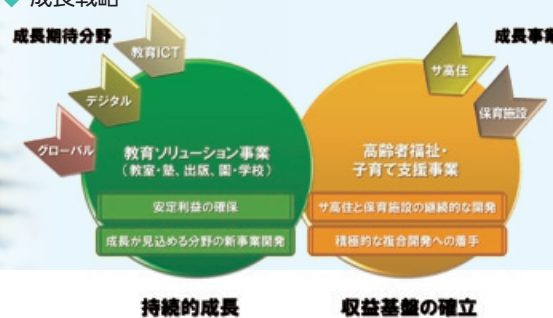 成長戦略
成長期待分野
成長事業
教育ICT
デジタル
グローバル
サ高住
保育施設
教育ソリューション事業
(教室・塾、出版、園・学校)
安定利益の確保
成長が見込める分野の新事業開発
高齢者福祉・
子育て支援事業
サ高住と保育施設の継続的な開発
積極的な複合開発への着手
持続的成長
収益基盤の確立